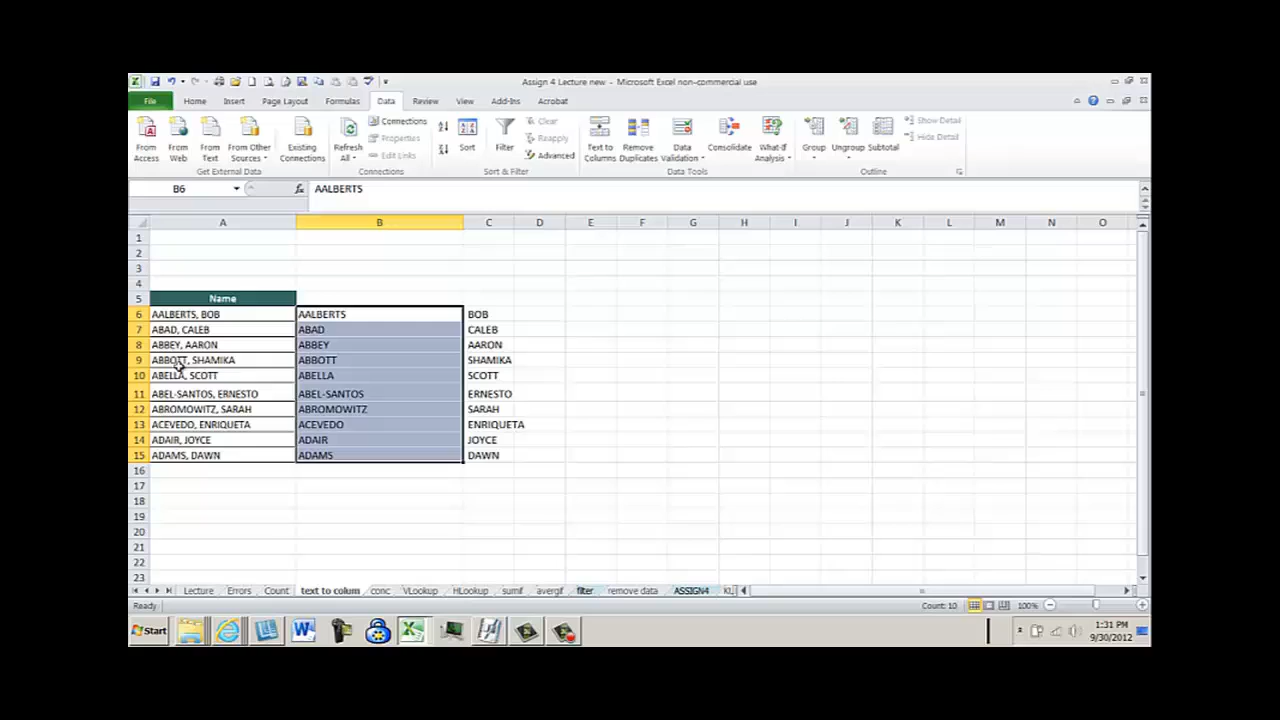 Assign 4 Lecture new - Microsoft Excel non-commercial use
File Home Insert Page Layout Formulas Data Review View Add-Ins Acrobat
From Access From Web From Text From Other Sources Existing Connections Refresh All Connections Properties Edit Links Sort Filter Clear Reapply Advanced Text to Columns Remove Duplicates Data Validation Consolidate What-If Analysis Group Ungroup Subtotal Show Detail Hide Detail
Get External Data Connections Sort & Filter Data Tools Outline
B6 fx AALBERTS
A B C D E F G H I J K L M N O
1
2
3
4
5 Name
6 AALBERTS, BOB AALBERTS BOB
7 ABAD, CALEB ABAD CALEB
8 ABBEY, AARON ABBEY AARON
9 ABBOTT, SHAMIKA ABBOTT SHAMIKA
10 ABELLA, SCOTT ABELLA SCOTT
11 ABEL-SANTOS, ERNESTO ABEL-SANTOS ERNESTO
12 ABROMOWITZ, SARAH ABROMOWITZ SARAH
13 ACEVEDO, ENRIQUETA ACEVEDO ENRIQUETA
14 ADAIR, JOYCE ADAIR JOYCE
15 ADAMS, DAWN ADAMS DAWN
16
17
18
19
20
21
22
23
Lecture Errors Count text to colum conc VLookup HLookup sumif avergif filter remove data ASSIGN4
Ready Count: 10 100%
Start 1:31 PM
9/30/2012